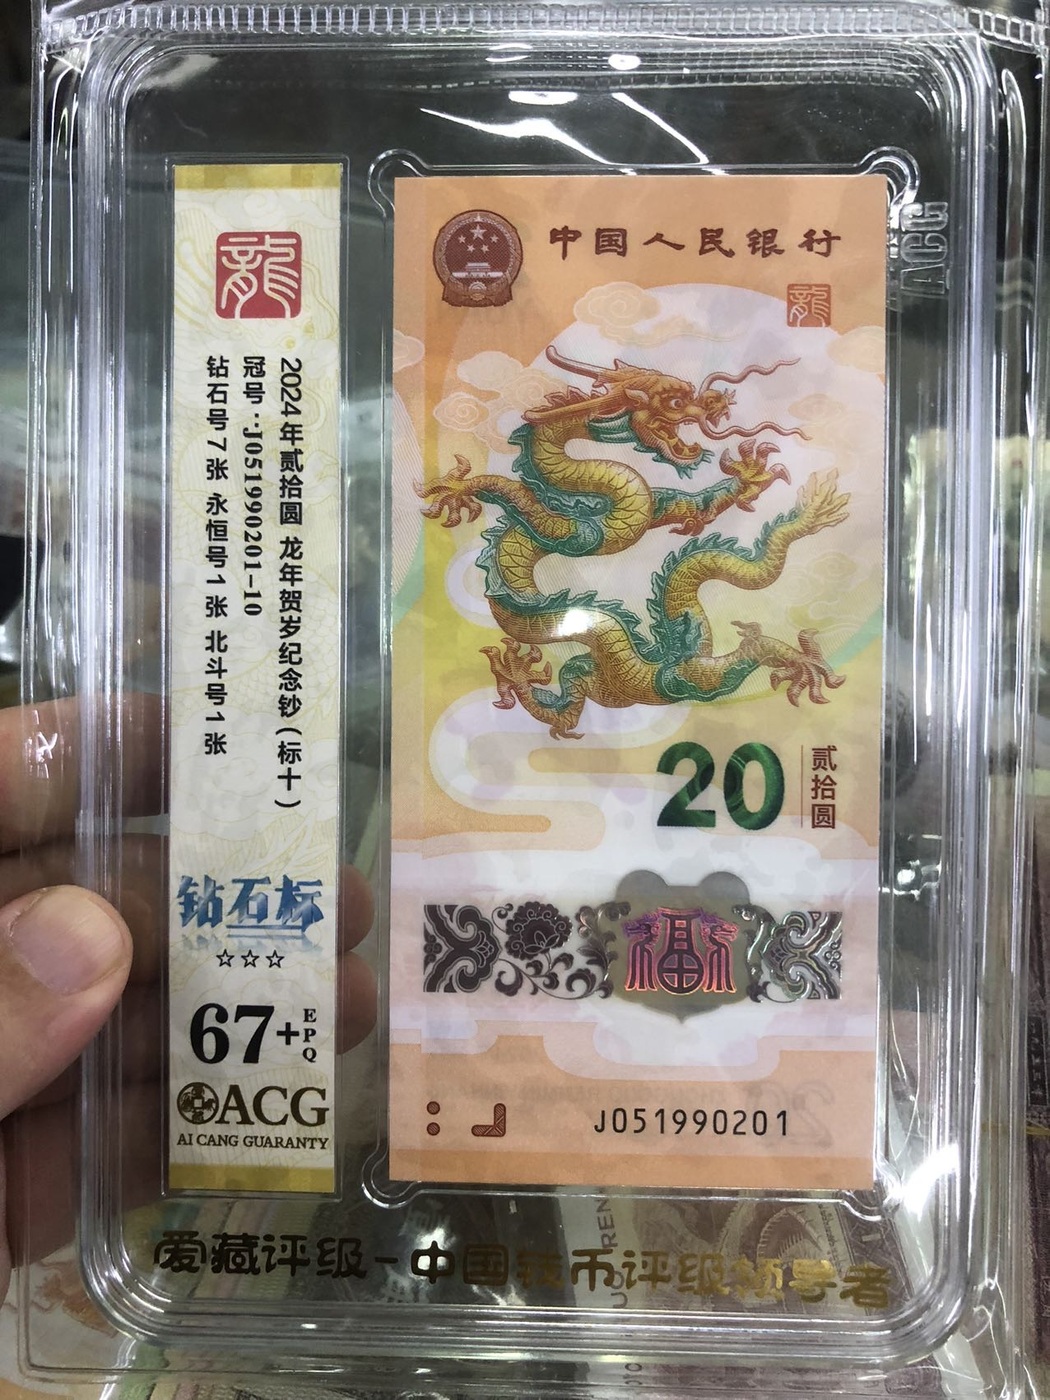 龍
2024年贰拾圆 龙年贺岁纪念钞(标十)
冠号:J051990201-10
钻石号7张 永恒号1张 北斗号1张
钻石标
☆☆☆
67+
EPQ
ACG
AI CANG GUARANTY
中国人民银行
龍
20
贰拾圆
福
J051990201
ACG
爱藏评级-中国钱币评级领导者